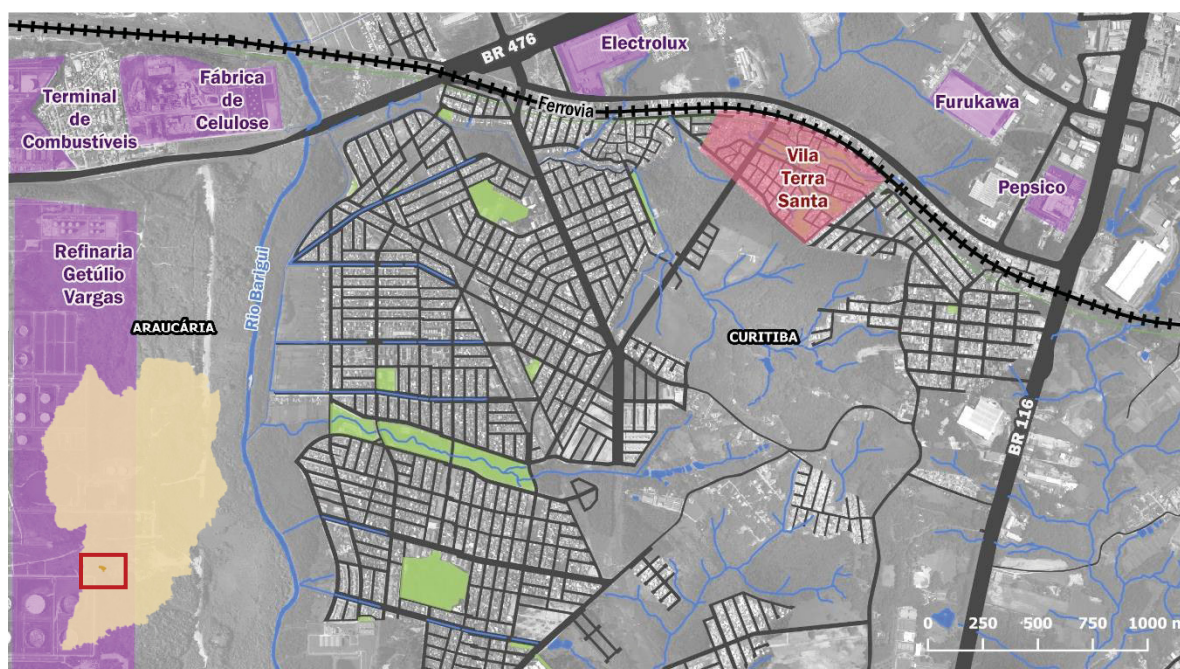 BR 476
Electrolux
Fábrica
de
Celulose
Terminal
de
Combustíveis
Ferrovia
Furukawa
Vila
Terra
Santa
Pepsico
Refinaria
Getúlio
Vargas
Rio Barigui
ARAUCÁRIA
CURITIBA
BR 116
0 250 500 750 1000 m